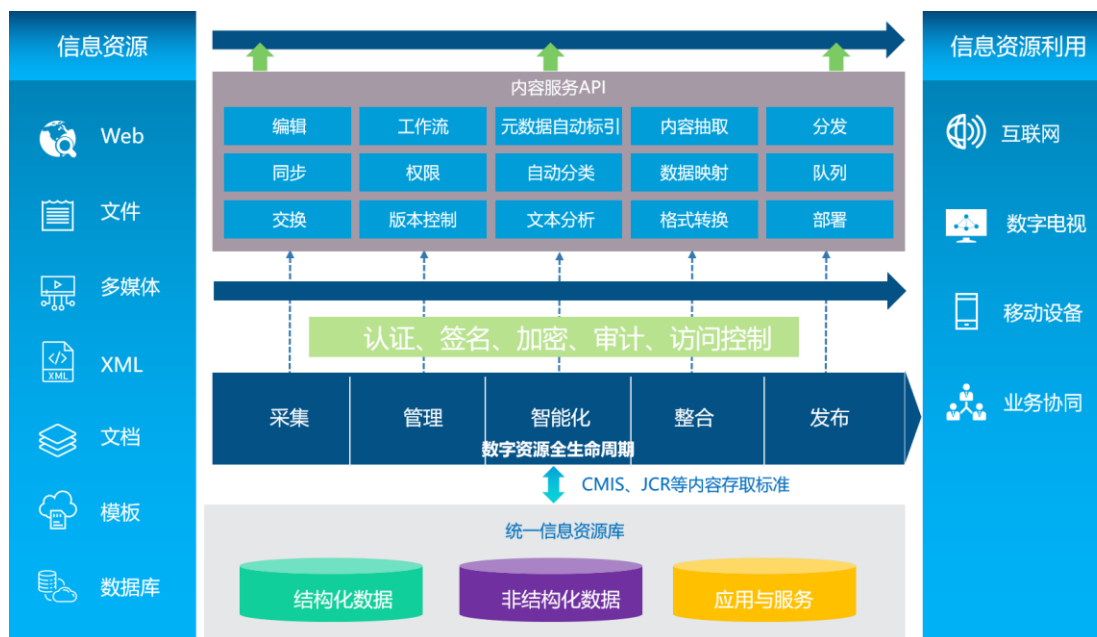 信息资源
Web
文件
多媒体
XML
XML
文档
模板
数据库
内容服务API
编辑
工作流
元数据自动标引
内容抽取
分发
同步
权限
自动分类
数据映射
队列
交换
版本控制
文本分析
格式转换
部署
认证、签名、加密、审计、访问控制
采集
管理
智能化
整合
发布
数字资源全生命周期
CMIS、JCR等内容存取标准
统一信息资源库
结构化数据
非结构化数据
应用与服务
信息资源利用
互联网
数字电视
移动设备
业务协同